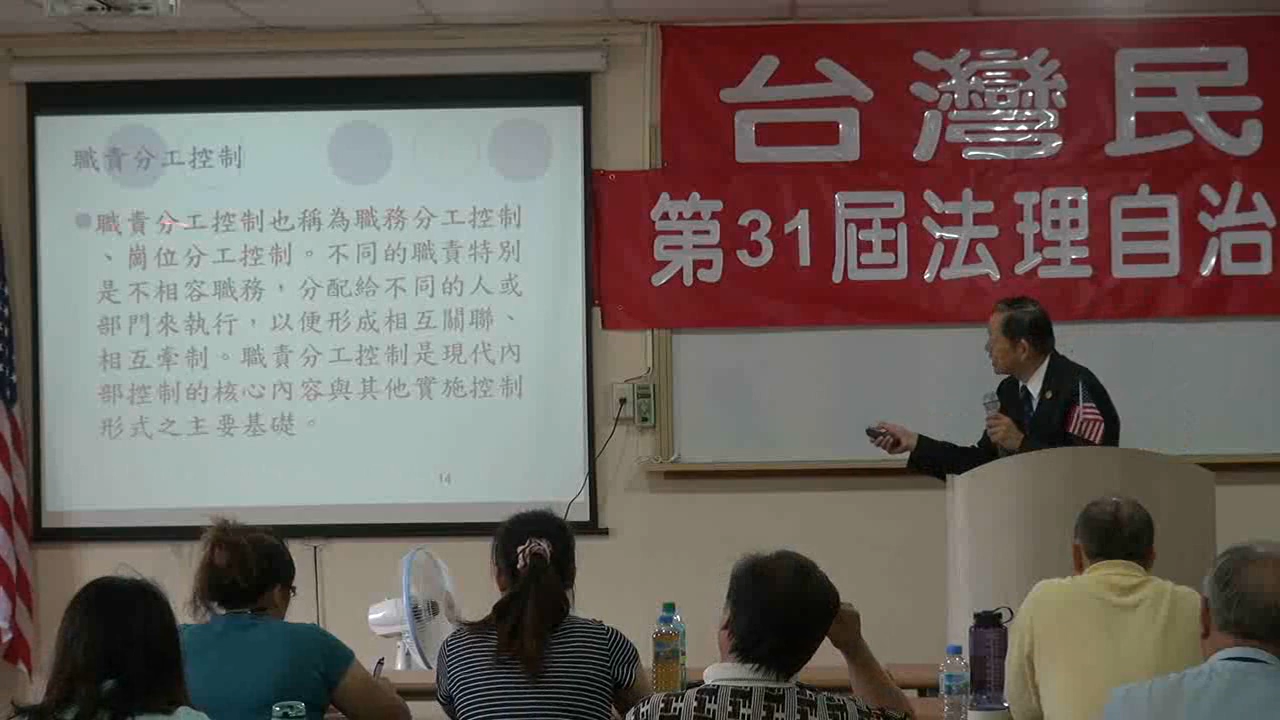 職責分工控制
職責分工控制也稱為職務分工控制
、崗位分工控制。不同的職責特別
是不相容職務，分配給不同的人或
部門來執行，以便形成相互關聯、
相互牽制。職責分工控制是現代內
部控制的核心內容與其他實施控制
形式之主要基礎。
14
台灣民
第31屆法理自治